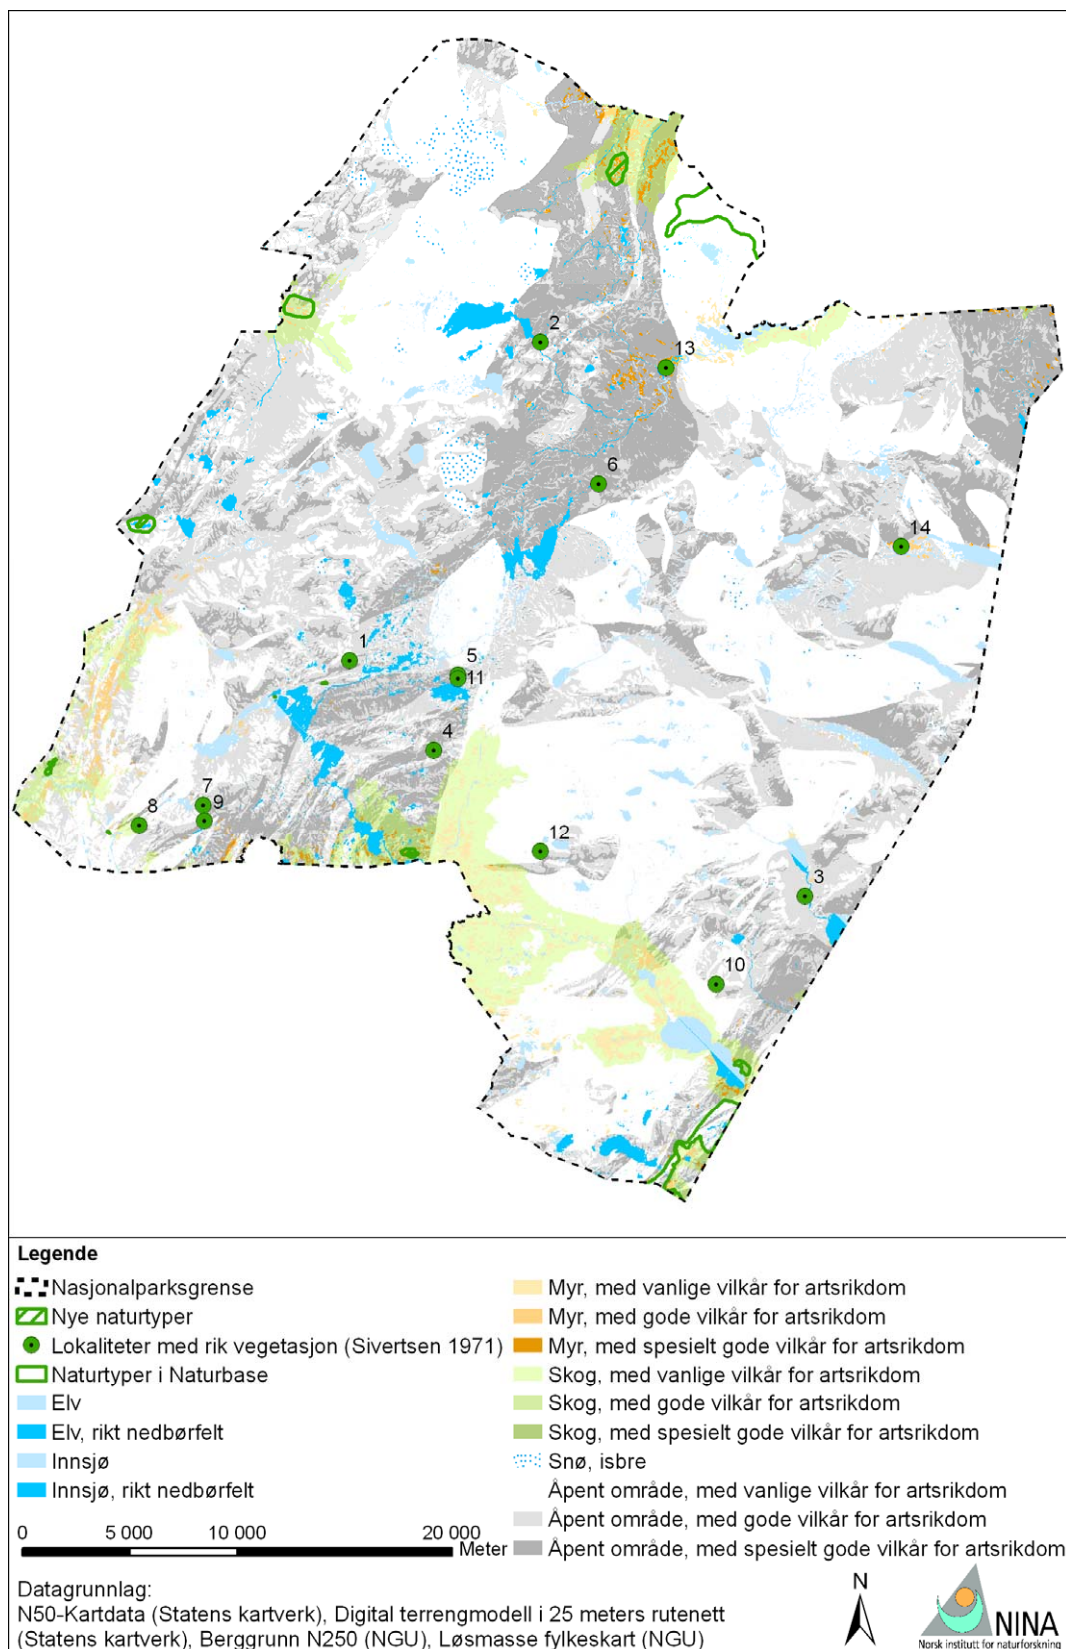 2
13
6
14
1
5
11
4
7
9
8
12
3
10
Legende
Nasjonalparksgrense
Nye naturtyper
Lokaliteter med rik vegetasjon (Sivertsen 1971)
Naturtyper i Naturbase
Elv
Elv, rikt nedbørfelt
Innsjø
Innsjø, rikt nedbørfelt
Myr, med vanlige vilkår for artsrikdom
Myr, med gode vilkår for artsrikdom
Myr, med spesielt gode vilkår for artsrikdom
Skog, med vanlige vilkår for artsrikdom
Skog, med gode vilkår for artsrikdom
Skog, med spesielt gode vilkår for artsrikdom
Snø, isbre
Åpent område, med vanlige vilkår for artsrikdom
Åpent område, med gode vilkår for artsrikdom
Åpent område, med spesielt gode vilkår for artsrikdom
0 5 000 10 000 20 000
Meter
Datagrunnlag:
N50-Kartdata (Statens kartverk), Digital terrengmodell i 25 meters rutenett
(Statens kartverk), Berggrunn N250 (NGU), Løsmasse fylkeskart (NGU)
N
NINA
Norsk institutt for naturforskning